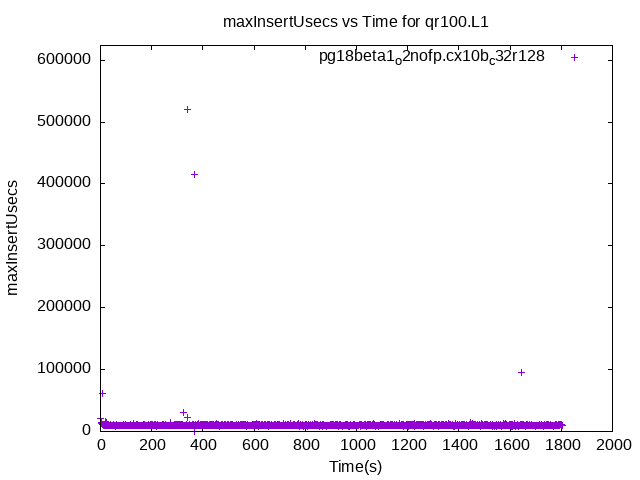 maxInsertUsecs vs Time for qr100.L1
pg18beta1_o2nofp.cx10b_c32r128
600000
500000
400000
300000
200000
100000
0
maxInsertUsecs
0 200 400 600 800 1000 1200 1400 1600 1800 2000
Time(s)